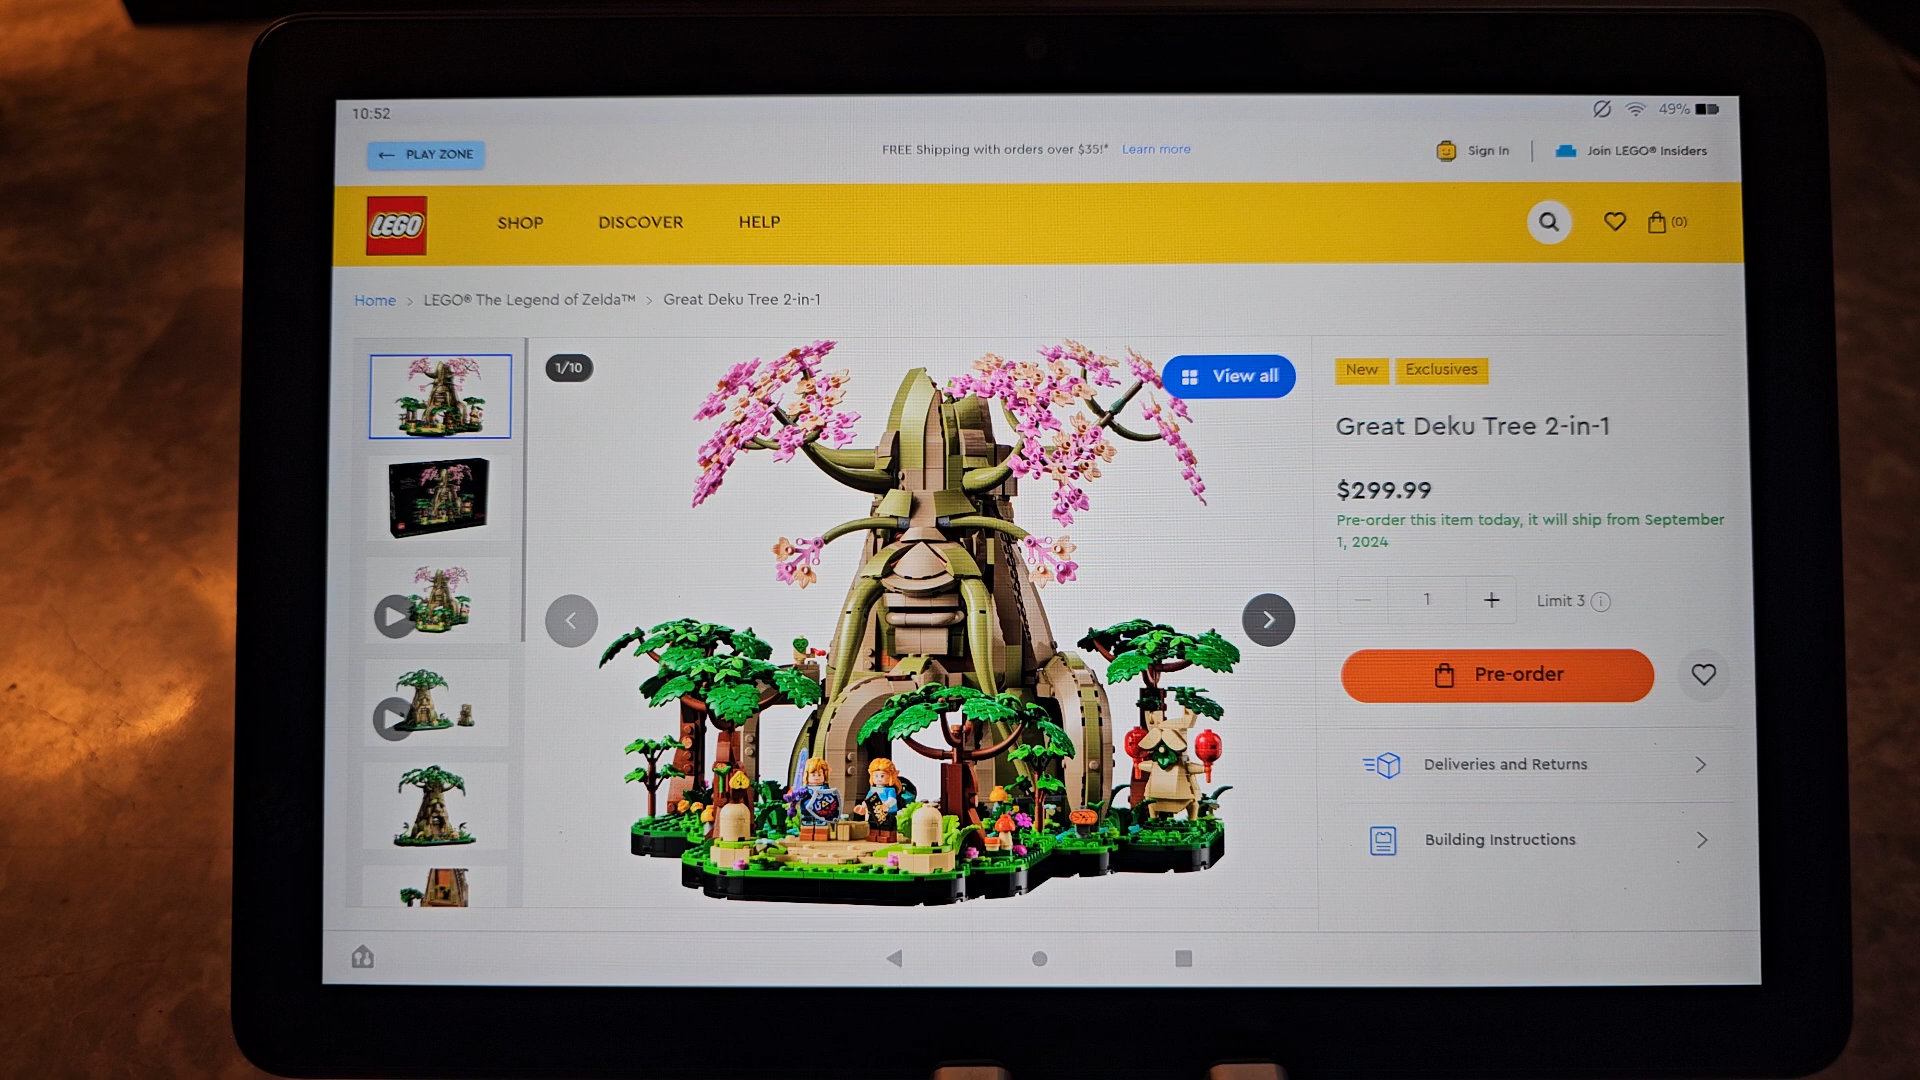 10:52
49%
← PLAY ZONE
FREE Shipping with orders over $35!* Learn more
Sign In
Join LEGO® Insiders
LEGO
SHOP
DISCOVER
HELP
(0)
Home > LEGO® The Legend of Zelda™ > Great Deku Tree 2-in-1
1/10
View all
New
Exclusives
Great Deku Tree 2-in-1
$299.99
Pre-order this item today, it will ship from September
1, 2024
1
Limit 3
Pre-order
Deliveries and Returns
Building Instructions